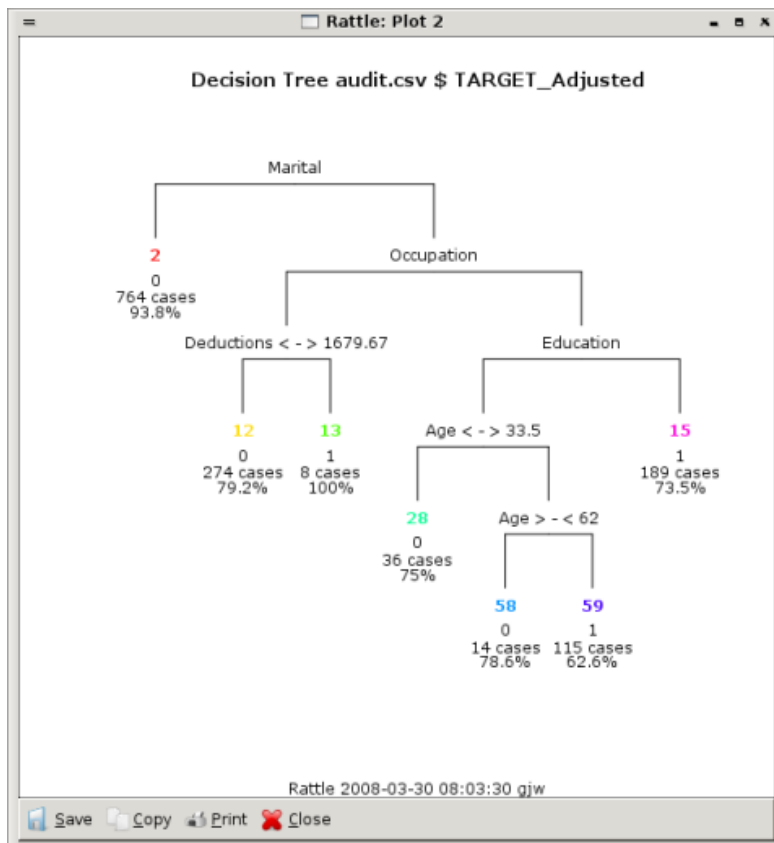 Rattle: Plot 2
Decision Tree audit.csv $ TARGET_Adjusted
Marital
2
0
764 cases
93.8%
Occupation
Deductions < - > 1679.67
Education
12
0
274 cases
79.2%
13
1
8 cases
100%
Age < - > 33.5
15
1
189 cases
73.5%
28
0
36 cases
75%
Age > - < 62
58
0
14 cases
78.6%
59
1
115 cases
62.6%
Rattle 2008-03-30 08:03:30 gjw
Save Copy Print Close